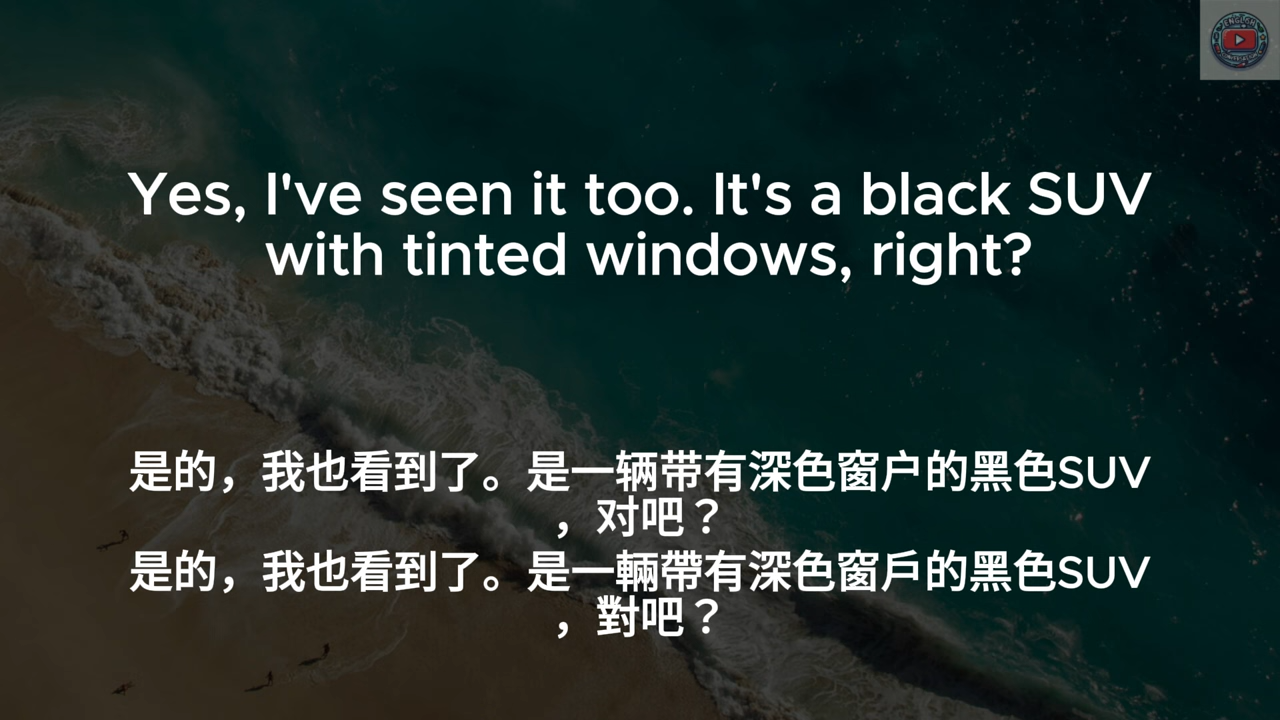 Yes, I've seen it too. It's a black SUV
with tinted windows, right?
是的，我也看到了。是一辆带有深色窗户的黑色SUV
，对吧？
是的，我也看到了。是一輛帶有深色窗戶的黑色SUV
，對吧？